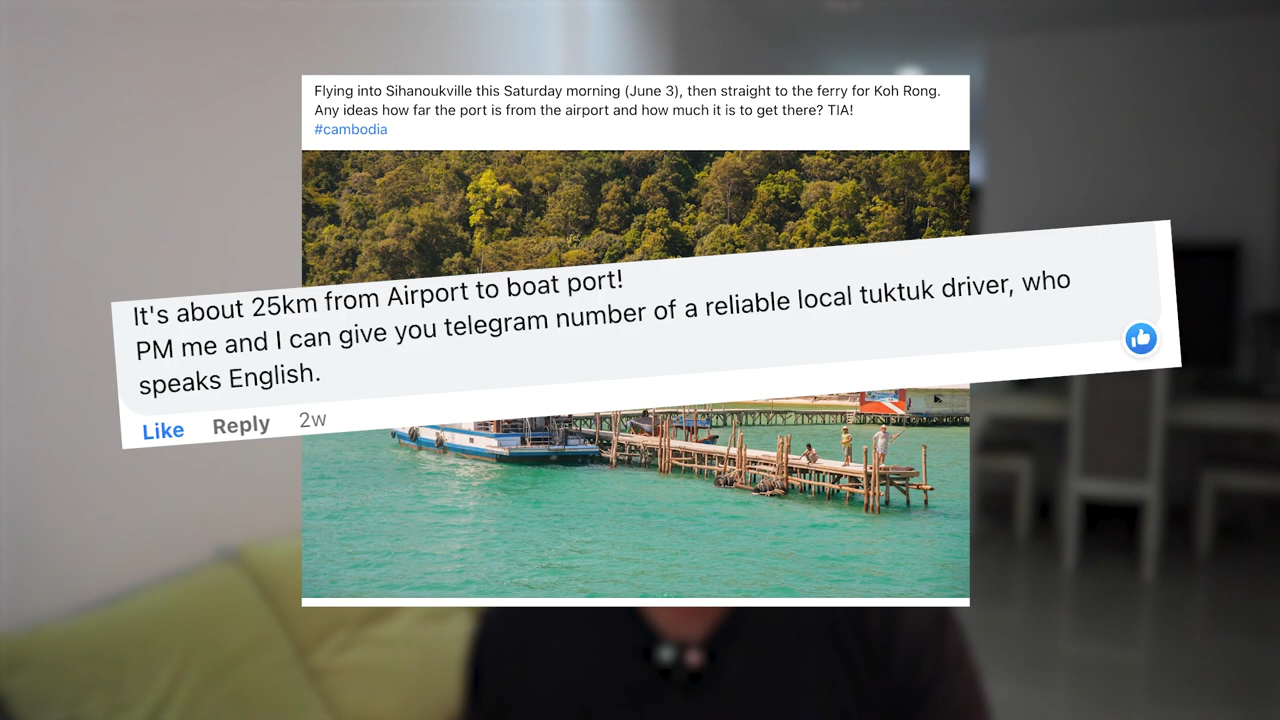 Flying into Sihanoukville this Saturday morning (June 3), then straight to the ferry for Koh Rong.
Any ideas how far the port is from the airport and how much it is to get there? TIA!
#cambodia
It's about 25km from Airport to boat port!
PM me and I can give you telegram number of a reliable local tuktuk driver, who
speaks English.
Like Reply 2w